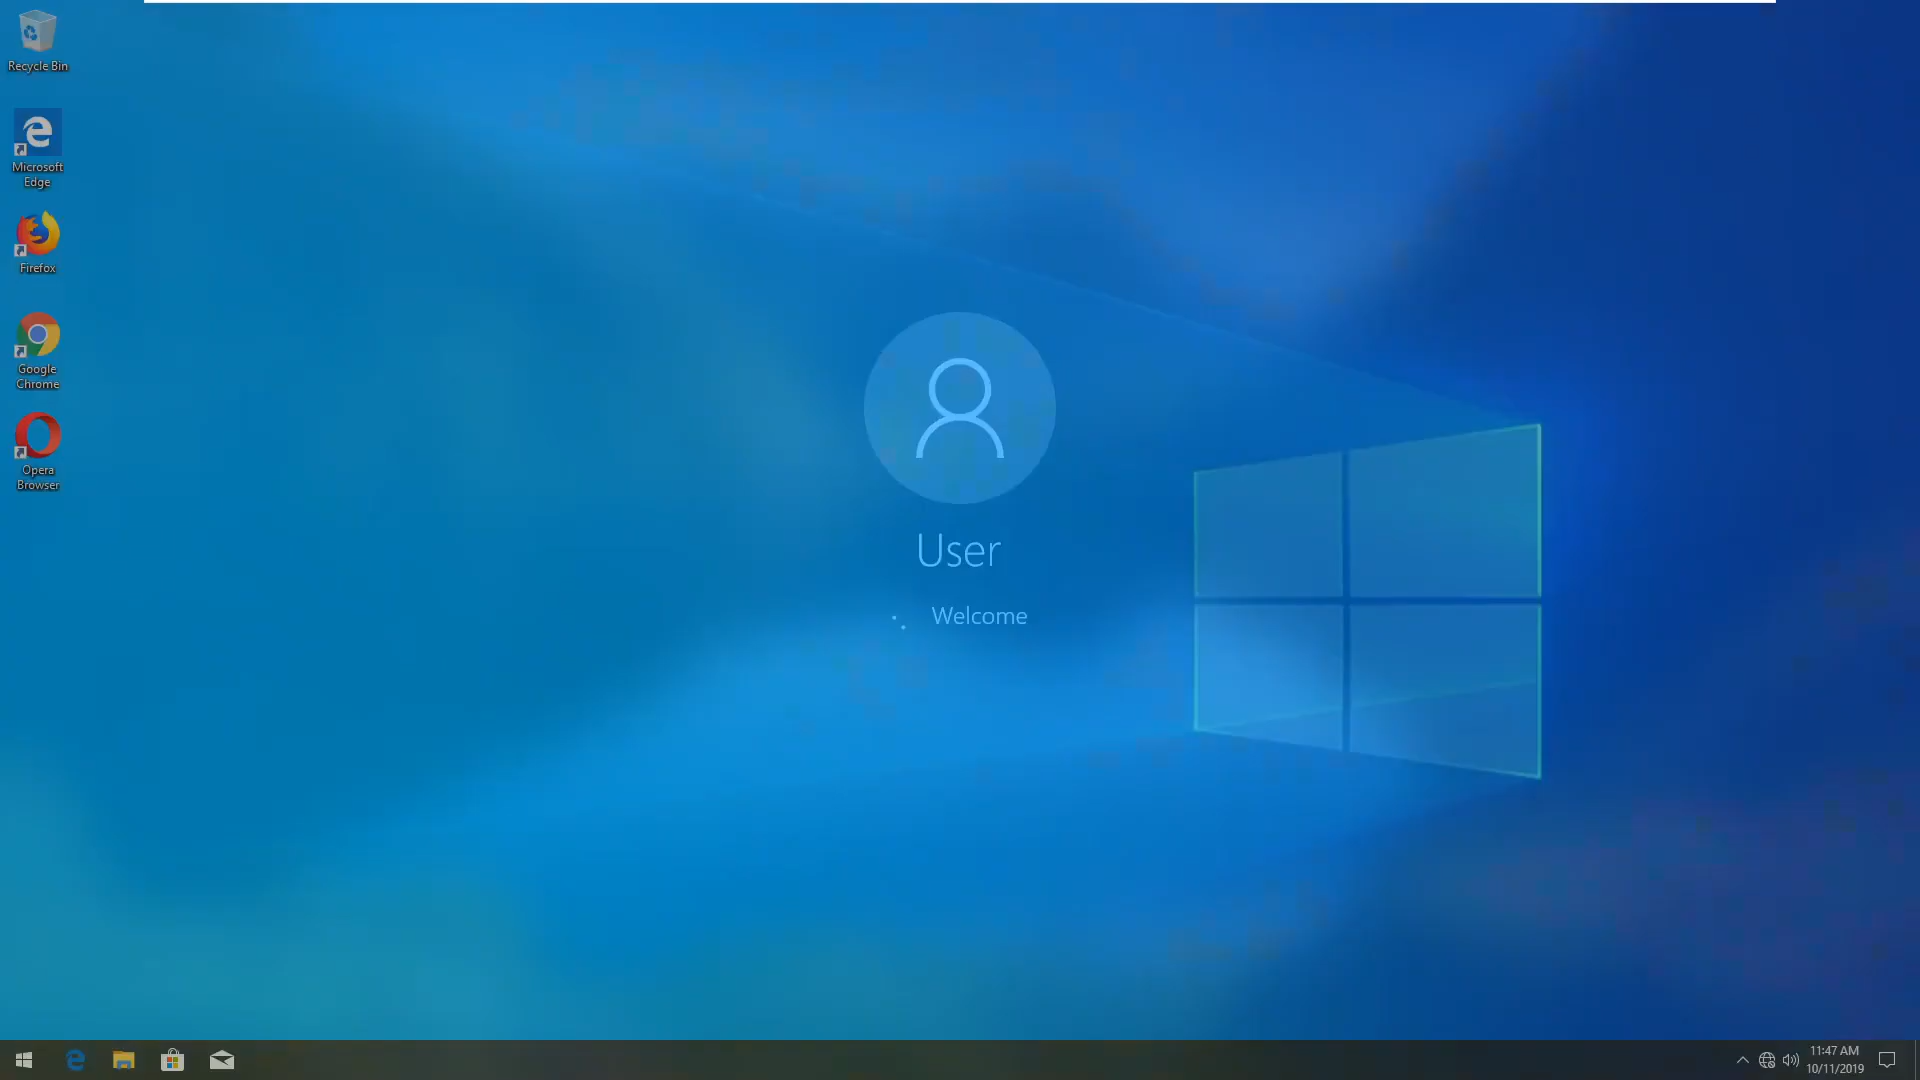 Recycle Bin
Microsoft
Edge
Firefox
Google
Chrome
Opera
Browser
User
Welcome
11:47 AM
10/11/2019